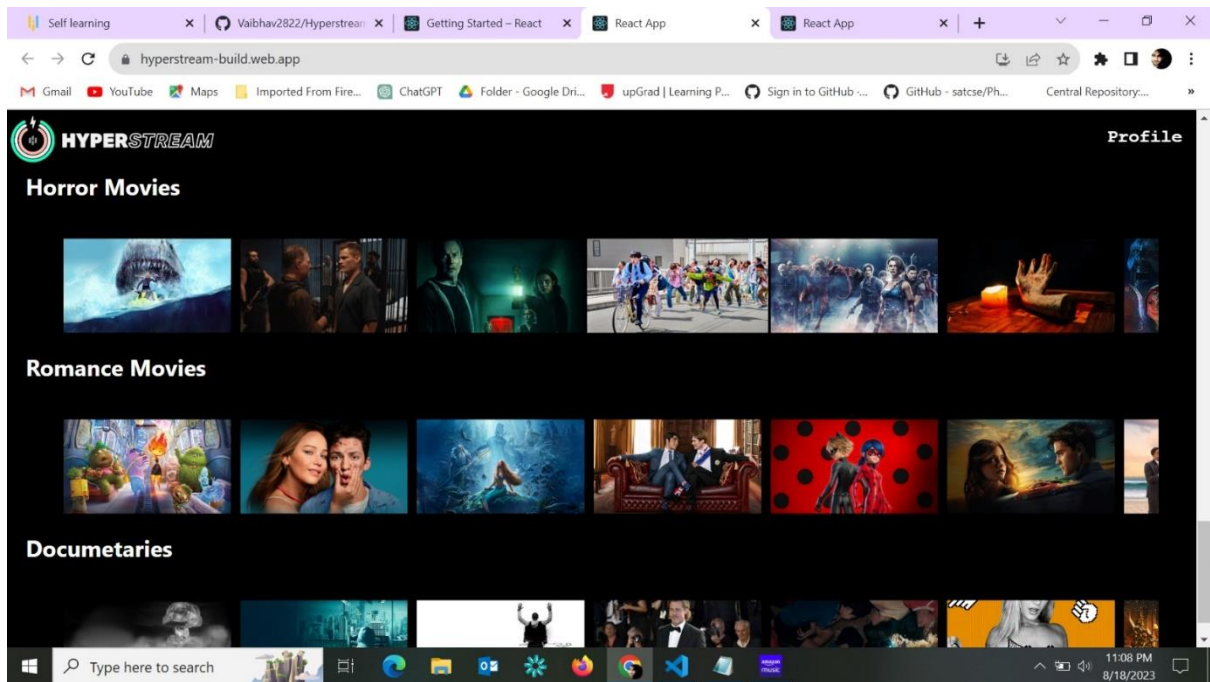 Self learning
Vaibhav2822/Hyperstream
Getting Started – React
React App
React App
hyperstream-build.web.app
Gmail
YouTube
Maps
Imported From Fire...
ChatGPT
Folder - Google Dri...
upGrad | Learning P...
Sign in to GitHub ·...
GitHub - satcse/Ph...
Central Repository:...
»
HYPERSTREAM
Profile
Horror Movies
Romance Movies
Documetaries
Type here to search
music
11:08 PM
8/18/2023